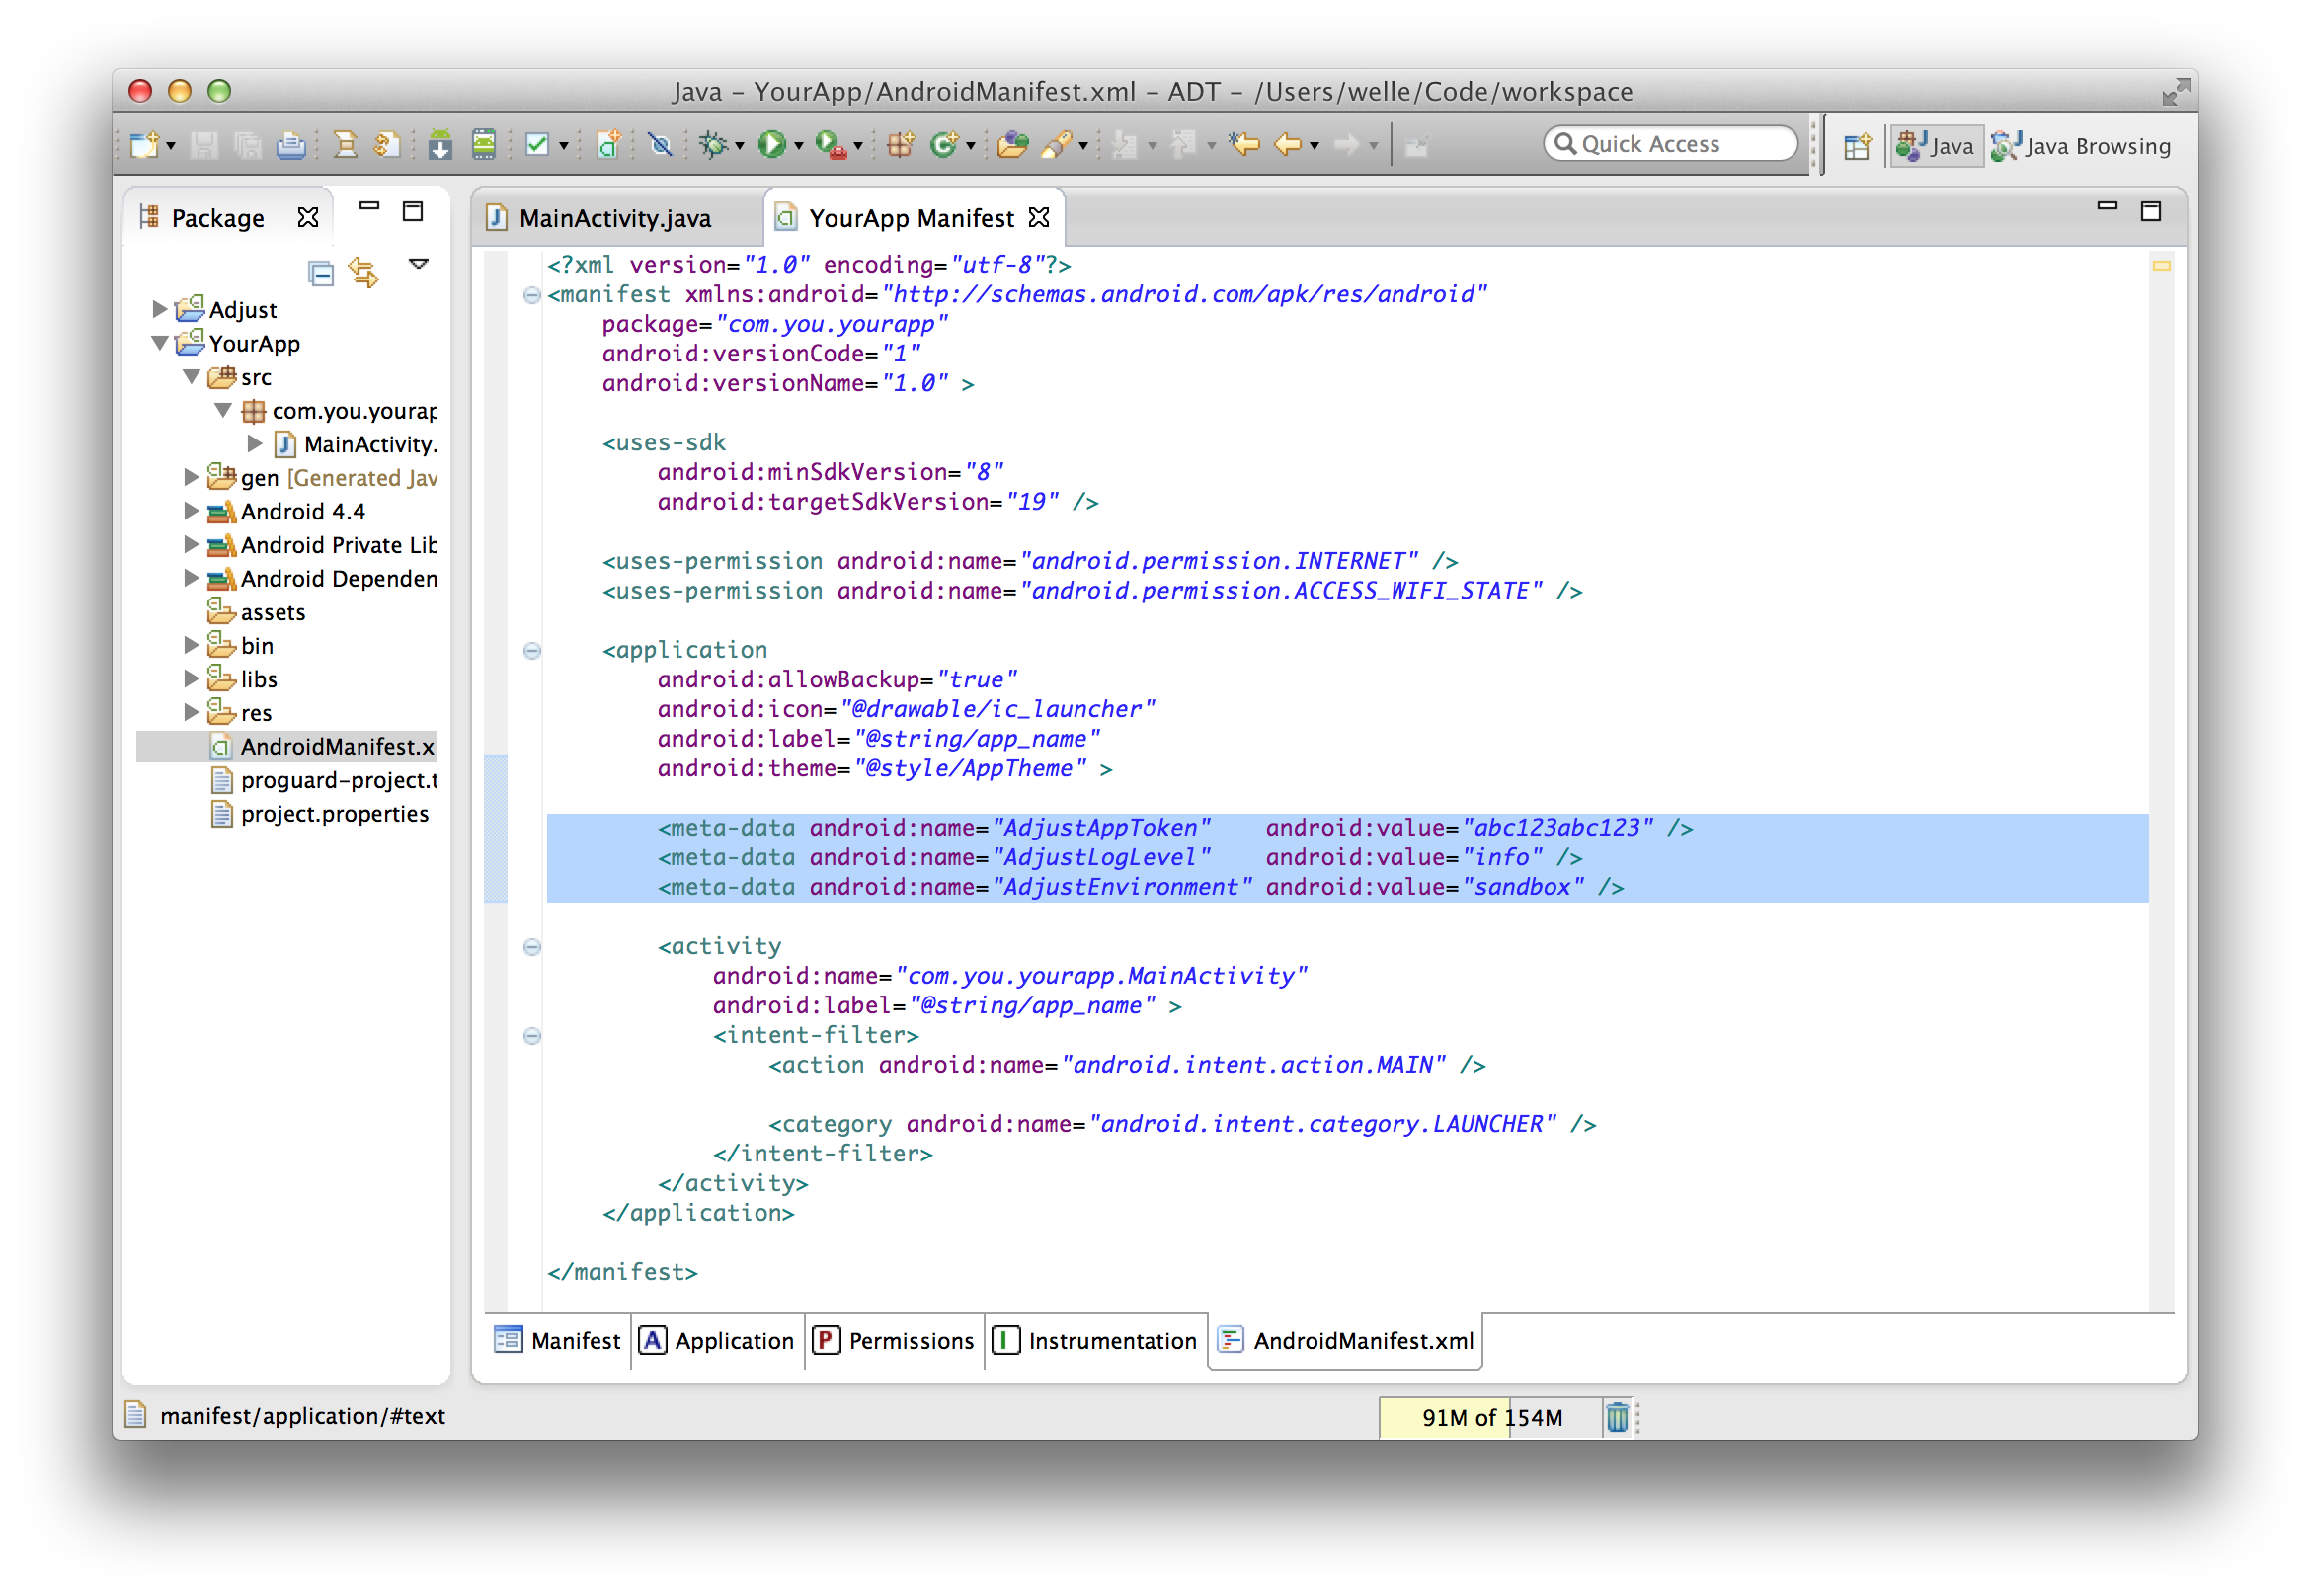 Java – YourApp/AndroidManifest.xml – ADT – /Users/welle/Code/workspace
Quick Access
Java
Java Browsing
Package
MainActivity.java
YourApp Manifest
Adjust
YourApp
src
com.you.yourap
MainActivity.
gen [Generated Jav
Android 4.4
Android Private Lib
Android Dependen
assets
bin
libs
res
AndroidManifest.x
proguard-project.t
project.properties
<?xml version="1.0" encoding="utf-8"?>
<manifest xmlns:android="http://schemas.android.com/apk/res/android"
    package="com.you.yourapp"
    android:versionCode="1"
    android:versionName="1.0" >
    <uses-sdk
        android:minSdkVersion="8"
        android:targetSdkVersion="19" />
    <uses-permission android:name="android.permission.INTERNET" />
    <uses-permission android:name="android.permission.ACCESS_WIFI_STATE" />
    <application
        android:allowBackup="true"
        android:icon="@drawable/ic_launcher"
        android:label="@string/app_name"
        android:theme="@style/AppTheme" >
        <meta-data android:name="AdjustAppToken"    android:value="abc123abc123" />
        <meta-data android:name="AdjustLogLevel"    android:value="info" />
        <meta-data android:name="AdjustEnvironment" android:value="sandbox" />
        <activity
            android:name="com.you.yourapp.MainActivity"
            android:label="@string/app_name" >
            <intent-filter>
                <action android:name="android.intent.action.MAIN" />
                <category android:name="android.intent.category.LAUNCHER" />
            </intent-filter>
        </activity>
    </application>
</manifest>
Manifest
A Application
P Permissions
I Instrumentation
AndroidManifest.xml
manifest/application/#text
91M of 154M